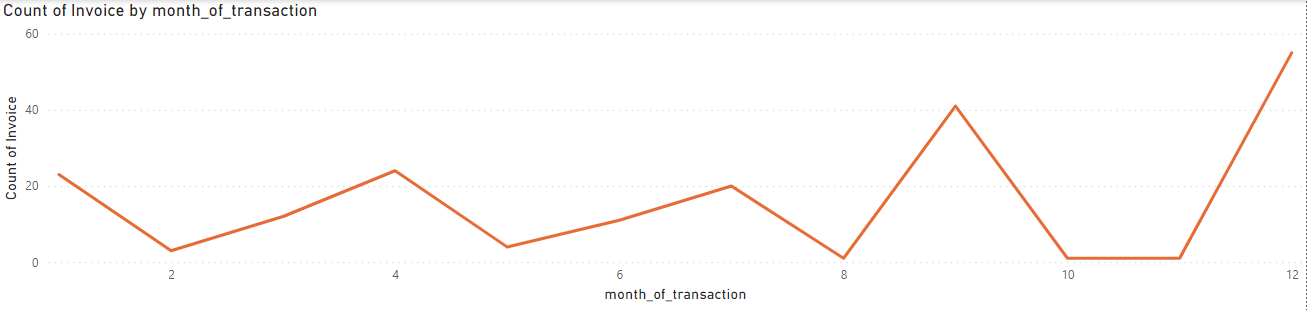 Count of Invoice by month_of_transaction
60
40
20
0
Count of Invoice
2 4 6 8 10 12
month_of_transaction